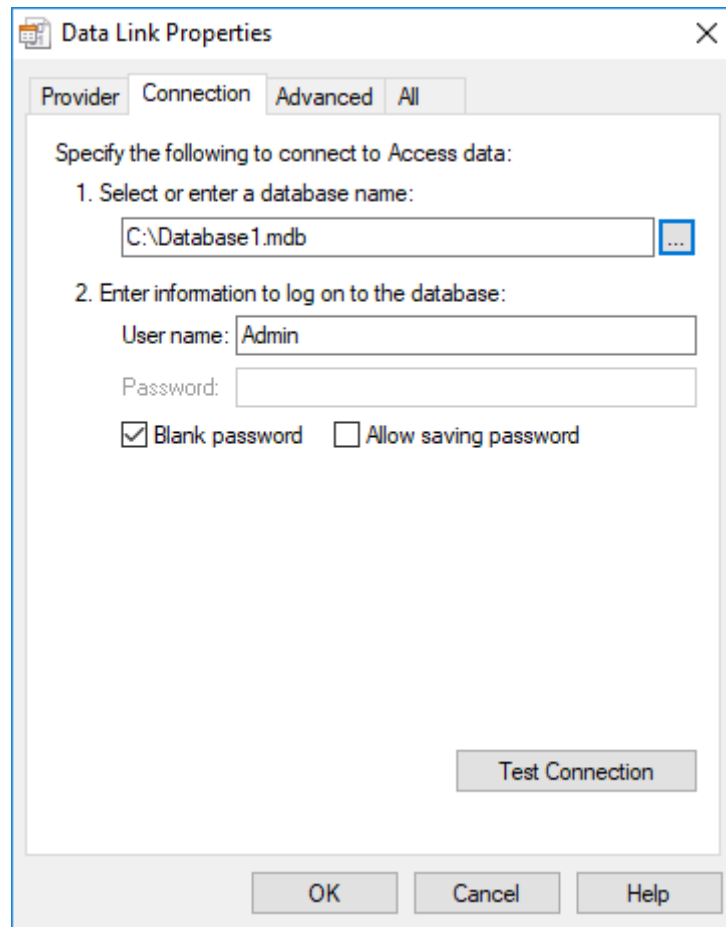 Data Link Properties
Provider Connection Advanced All
Specify the following to connect to Access data:
1. Select or enter a database name:
C:\Database1.mdb ...
2. Enter information to log on to the database:
User name: Admin
Password:
Blank password Allow saving password
Test Connection
OK Cancel Help